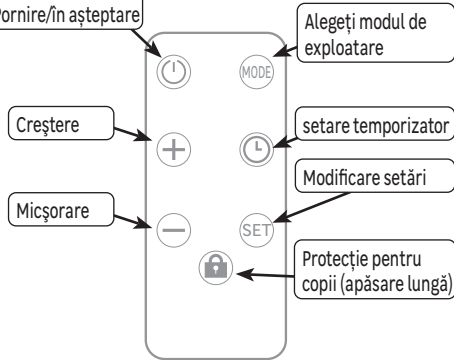 Pornire/în așteptare
Alegeți modul de
exploatare
MODE
Creștere
setare temporizator
Modificare setări
Micșorare
SET
Protecție pentru
copii (apăsare lungă)